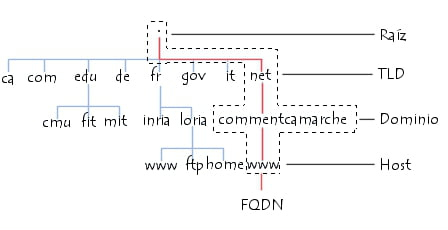 . Raíz
ca com edu de fr gov it net TLD
cmu fit mit inria loria commentcamarche Dominio
www ftp home www Host
FQDN